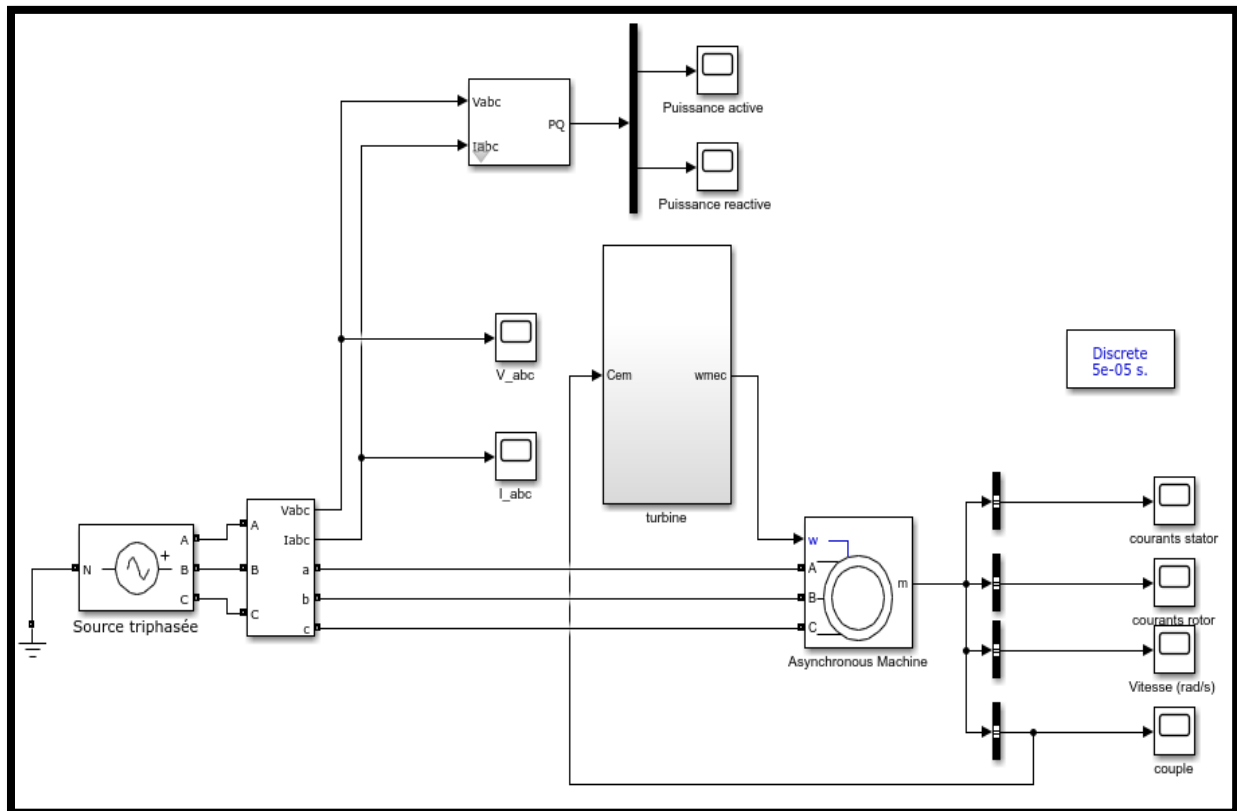 Vabc
Iabc
PQ
Puissance active
Puissance reactive
V_abc
I_abc
Cem
wmec
turbine
Discrete
5e-05 s.
N
+
A
B
C
Source triphasée
A
B
C
Vabc
Iabc
a
b
c
w
A
B
C
m
Asynchronous Machine
courants stator
courants rotor
Vitesse (rad/s)
couple